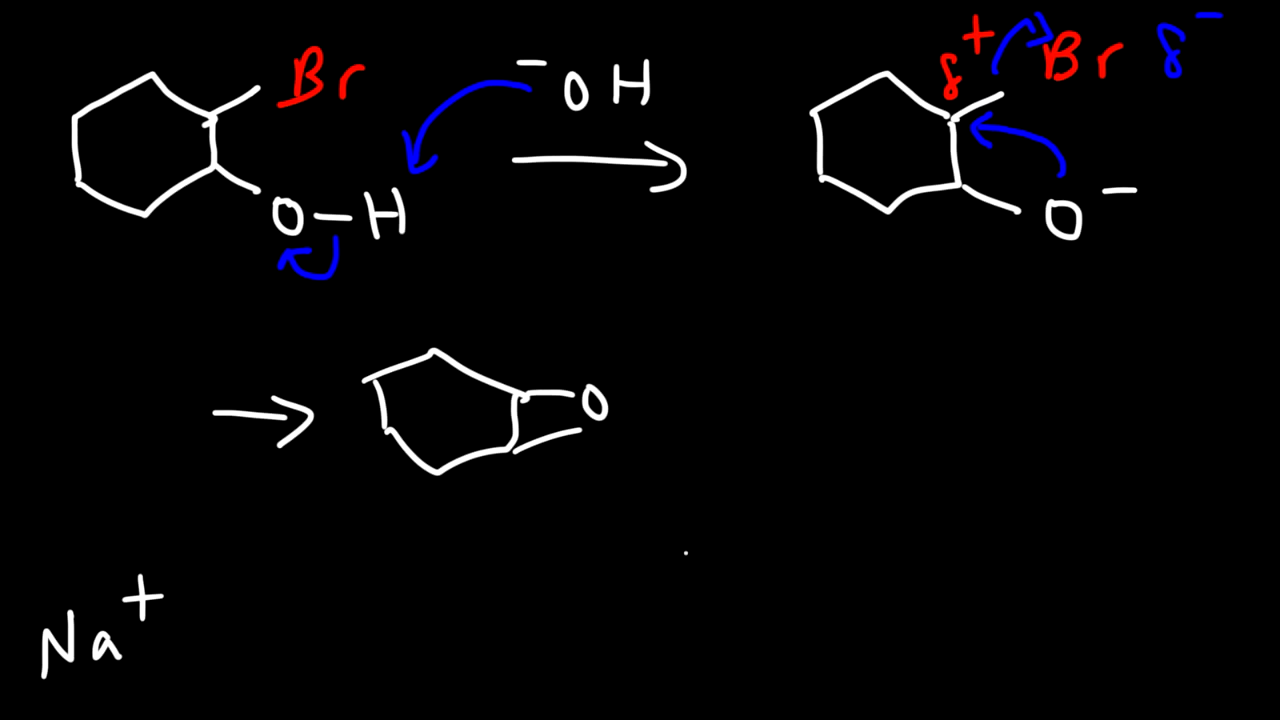 Br
⁻OH
O–H
δ⁺ Br δ⁻
O⁻
O
Na⁺